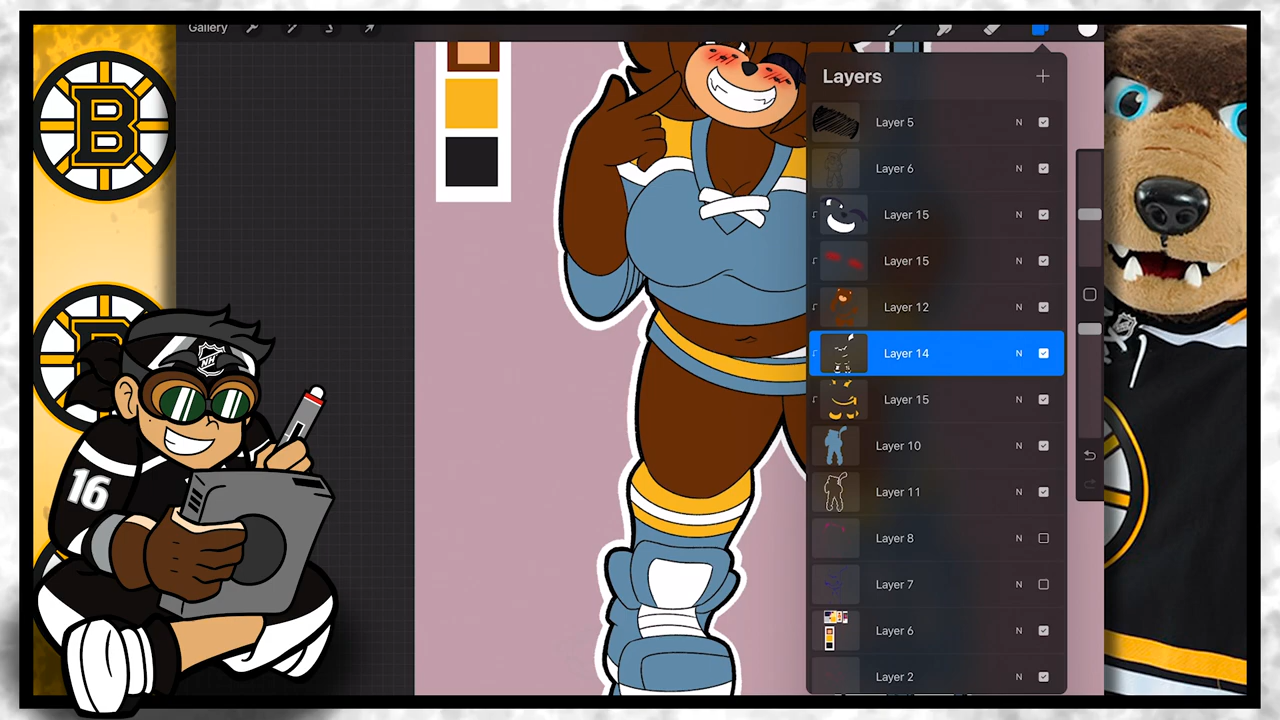 Gallery
Layers
Layer 5 N
Layer 6 N
Layer 15 N
Layer 15 N
Layer 12 N
Layer 14 N
Layer 15 N
Layer 10 N
Layer 11 N
Layer 8 N
Layer 7 N
Layer 6 N
Layer 2 N
B
B
NH
16
NHL